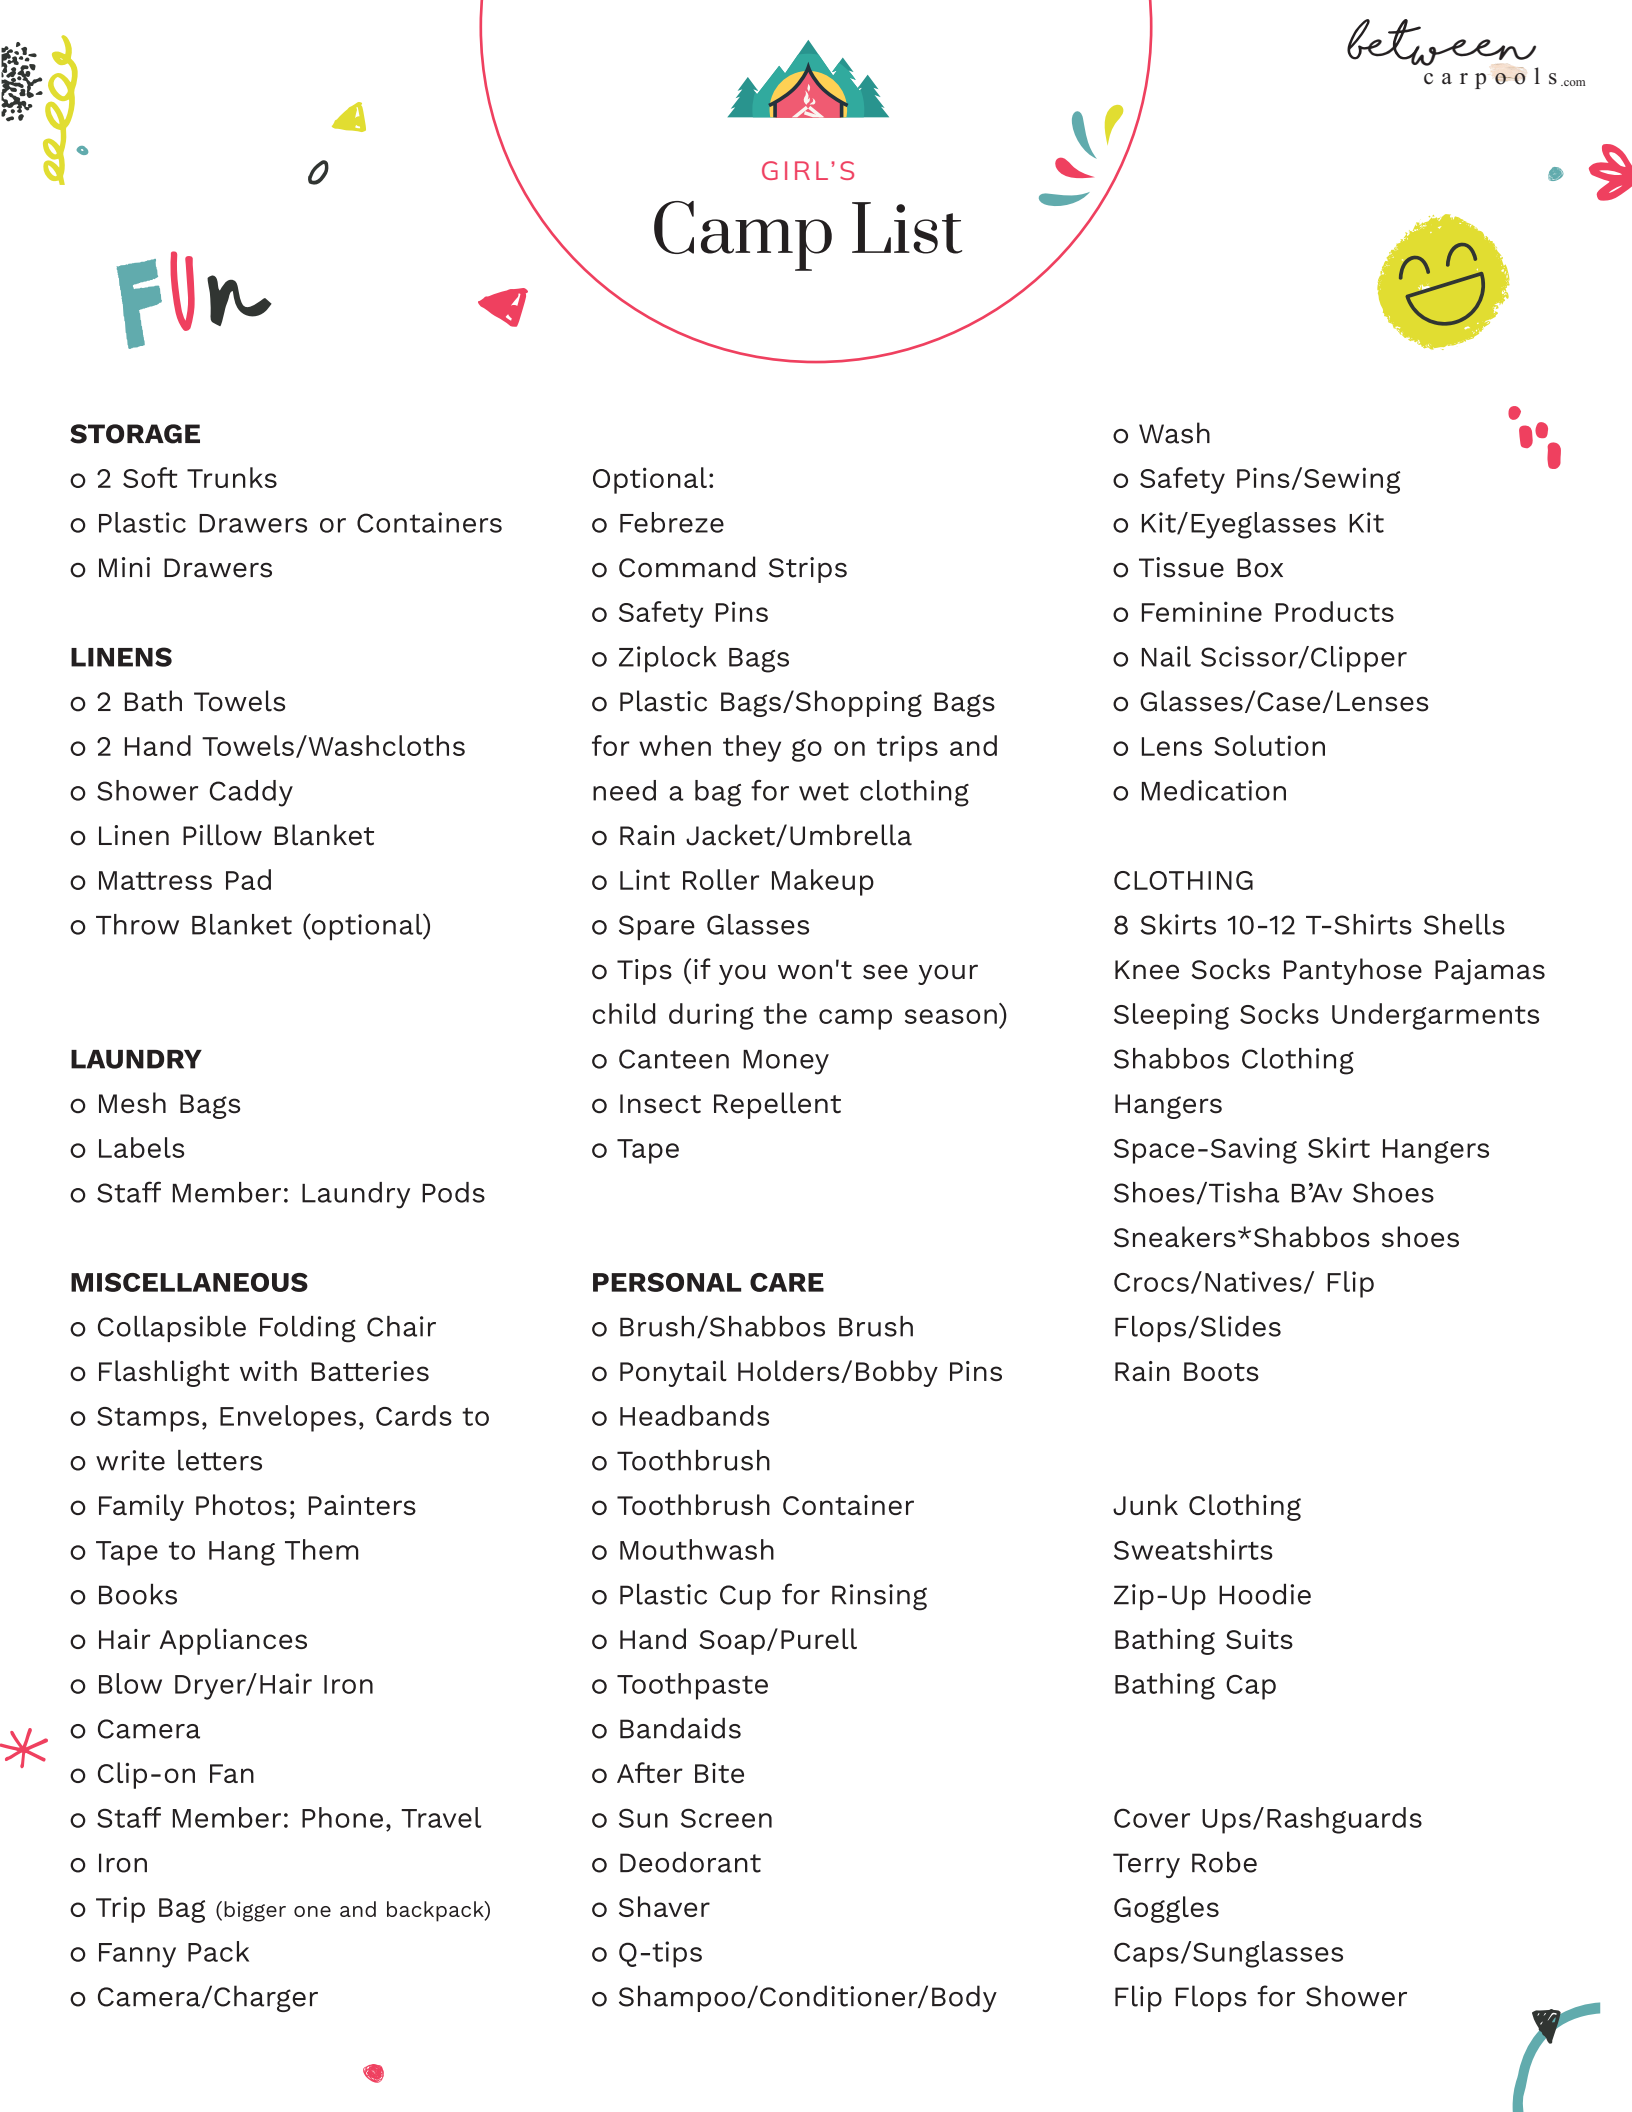 between
carpools.com
GIRL'S
Camp List
FUn
STORAGE
o 2 Soft Trunks
o Plastic Drawers or Containers
o Mini Drawers
LINENS
o 2 Bath Towels
o 2 Hand Towels/Washcloths
o Shower Caddy
o Linen Pillow Blanket
o Mattress Pad
o Throw Blanket (optional)
LAUNDRY
o Mesh Bags
o Labels
o Staff Member: Laundry Pods
MISCELLANEOUS
o Collapsible Folding Chair
o Flashlight with Batteries
o Stamps, Envelopes, Cards to
o write letters
o Family Photos; Painters
o Tape to Hang Them
o Books
o Hair Appliances
o Blow Dryer/Hair Iron
o Camera
o Clip-on Fan
o Staff Member: Phone, Travel
o Iron
o Trip Bag (bigger one and backpack)
o Fanny Pack
o Camera/Charger
Optional:
o Febreze
o Command Strips
o Safety Pins
o Ziplock Bags
o Plastic Bags/Shopping Bags
for when they go on trips and
need a bag for wet clothing
o Rain Jacket/Umbrella
o Lint Roller Makeup
o Spare Glasses
o Tips (if you won't see your
child during the camp season)
o Canteen Money
o Insect Repellent
o Tape
PERSONAL CARE
o Brush/Shabbos Brush
o Ponytail Holders/Bobby Pins
o Headbands
o Toothbrush
o Toothbrush Container
o Mouthwash
o Plastic Cup for Rinsing
o Hand Soap/Purell
o Toothpaste
o Bandaids
o After Bite
o Sun Screen
o Deodorant
o Shaver
o Q-tips
o Shampoo/Conditioner/Body
o Wash
o Safety Pins/Sewing
o Kit/Eyeglasses Kit
o Tissue Box
o Feminine Products
o Nail Scissor/Clipper
o Glasses/Case/Lenses
o Lens Solution
o Medication
CLOTHING
8 Skirts 10-12 T-Shirts Shells
Knee Socks Pantyhose Pajamas
Sleeping Socks Undergarments
Shabbos Clothing
Hangers
Space-Saving Skirt Hangers
Shoes/Tisha B’Av Shoes
Sneakers*Shabbos shoes
Crocs/Natives/ Flip
Flops/Slides
Rain Boots
Junk Clothing
Sweatshirts
Zip-Up Hoodie
Bathing Suits
Bathing Cap
Cover Ups/Rashguards
Terry Robe
Goggles
Caps/Sunglasses
Flip Flops for Shower